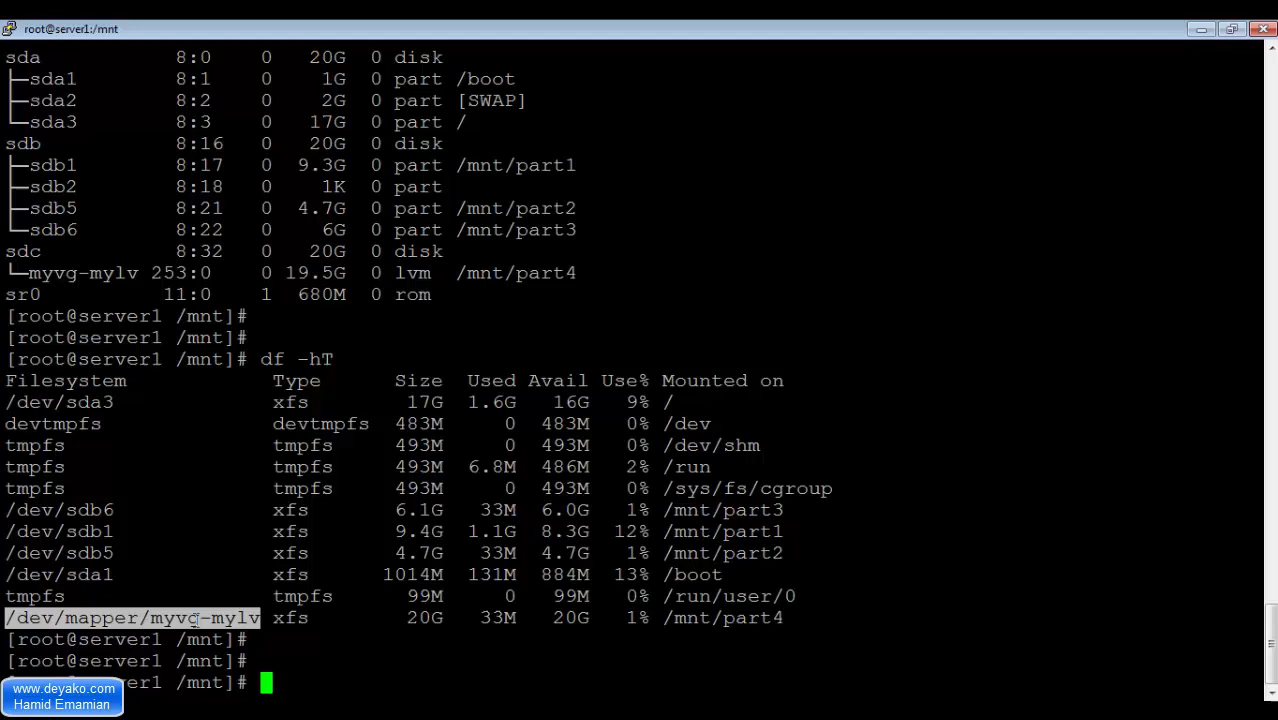 root@server1:/mnt
sda 8:0 0 20G 0 disk
├─sda1 8:1 0 1G 0 part /boot
├─sda2 8:2 0 2G 0 part [SWAP]
└─sda3 8:3 0 17G 0 part /
sdb 8:16 0 20G 0 disk
├─sdb1 8:17 0 9.3G 0 part /mnt/part1
├─sdb2 8:18 0 1K 0 part
├─sdb5 8:21 0 4.7G 0 part /mnt/part2
└─sdb6 8:22 0 6G 0 part /mnt/part3
sdc 8:32 0 20G 0 disk
└─myvg-mylv 253:0 0 19.5G 0 lvm /mnt/part4
sr0 11:0 1 680M 0 rom
[root@server1 /mnt]#
[root@server1 /mnt]#
[root@server1 /mnt]# df -hT
Filesystem Type Size Used Avail Use% Mounted on
/dev/sda3 xfs 17G 1.6G 16G 9% /
devtmpfs devtmpfs 483M 0 483M 0% /dev
tmpfs tmpfs 493M 0 493M 0% /dev/shm
tmpfs tmpfs 493M 6.8M 486M 2% /run
tmpfs tmpfs 493M 0 493M 0% /sys/fs/cgroup
/dev/sdb6 xfs 6.1G 33M 6.0G 1% /mnt/part3
/dev/sdb1 xfs 9.4G 1.1G 8.3G 12% /mnt/part1
/dev/sdb5 xfs 4.7G 33M 4.7G 1% /mnt/part2
/dev/sda1 xfs 1014M 131M 884M 13% /boot
tmpfs tmpfs 99M 0 99M 0% /run/user/0
/dev/mapper/myvg-mylv xfs 20G 33M 20G 1% /mnt/part4
[root@server1 /mnt]#
[root@server1 /mnt]#
erver1 /mnt]#
www.deyako.com
Hamid Emamian